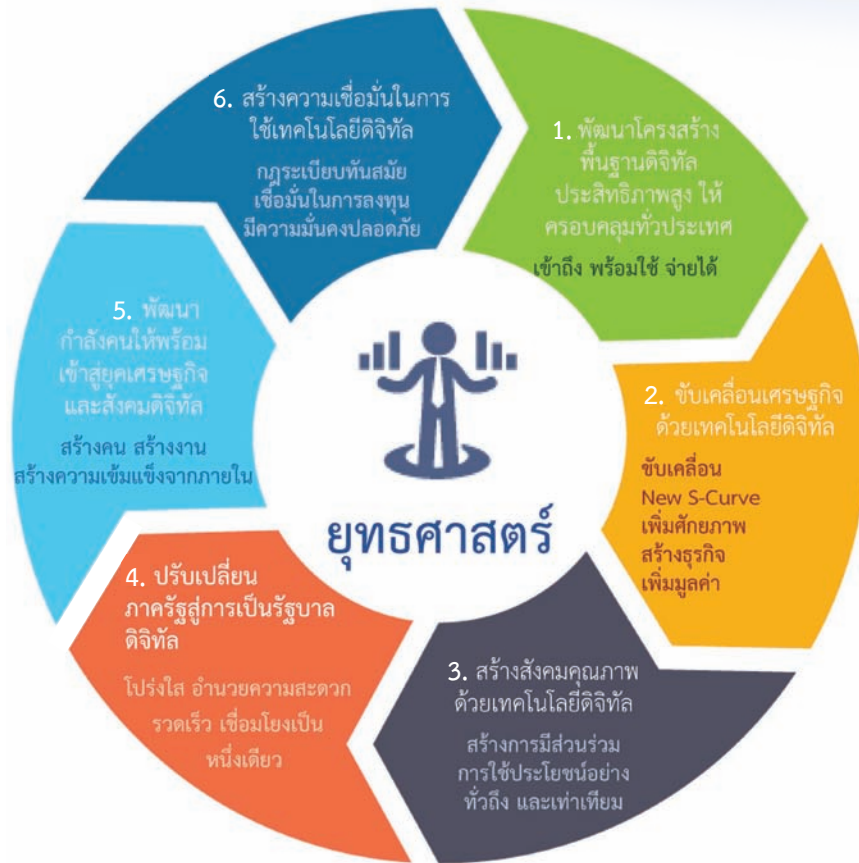 1. พัฒนาโครงสร้าง
พื้นฐานดิจิทัล
ประสิทธิภาพสูง ให้
ครอบคลุมทั่วประเทศ
เข้าถึง พร้อมใช้ จ่ายได้
2. ขับเคลื่อนเศรษฐกิจ
ด้วยเทคโนโลยีดิจิทัล
ขับเคลื่อน
New S-Curve
เพิ่มศักยภาพ
สร้างธุรกิจ
เพิ่มมูลค่า
3. สร้างสังคมคุณภาพ
ด้วยเทคโนโลยีดิจิทัล
สร้างการมีส่วนร่วม
การใช้ประโยชน์อย่าง
ทั่วถึง และเท่าเทียม
4. ปรับเปลี่ยน
ภาครัฐสู่การเป็นรัฐบาล
ดิจิทัล
โปร่งใส อำนวยความสะดวก
รวดเร็ว เชื่อมโยงเป็น
หนึ่งเดียว
5. พัฒนา
กำลังคนให้พร้อม
เข้าสู่ยุคเศรษฐกิจ
และสังคมดิจิทัล
สร้างคน สร้างงาน
สร้างความเข้มแข็งจากภายใน
6. สร้างความเชื่อมั่นในการ
ใช้เทคโนโลยีดิจิทัล
กฎระเบียบทันสมัย
เชื่อมั่นในการลงทุน
มีความมั่นคงปลอดภัย
ยุทธศาสตร์